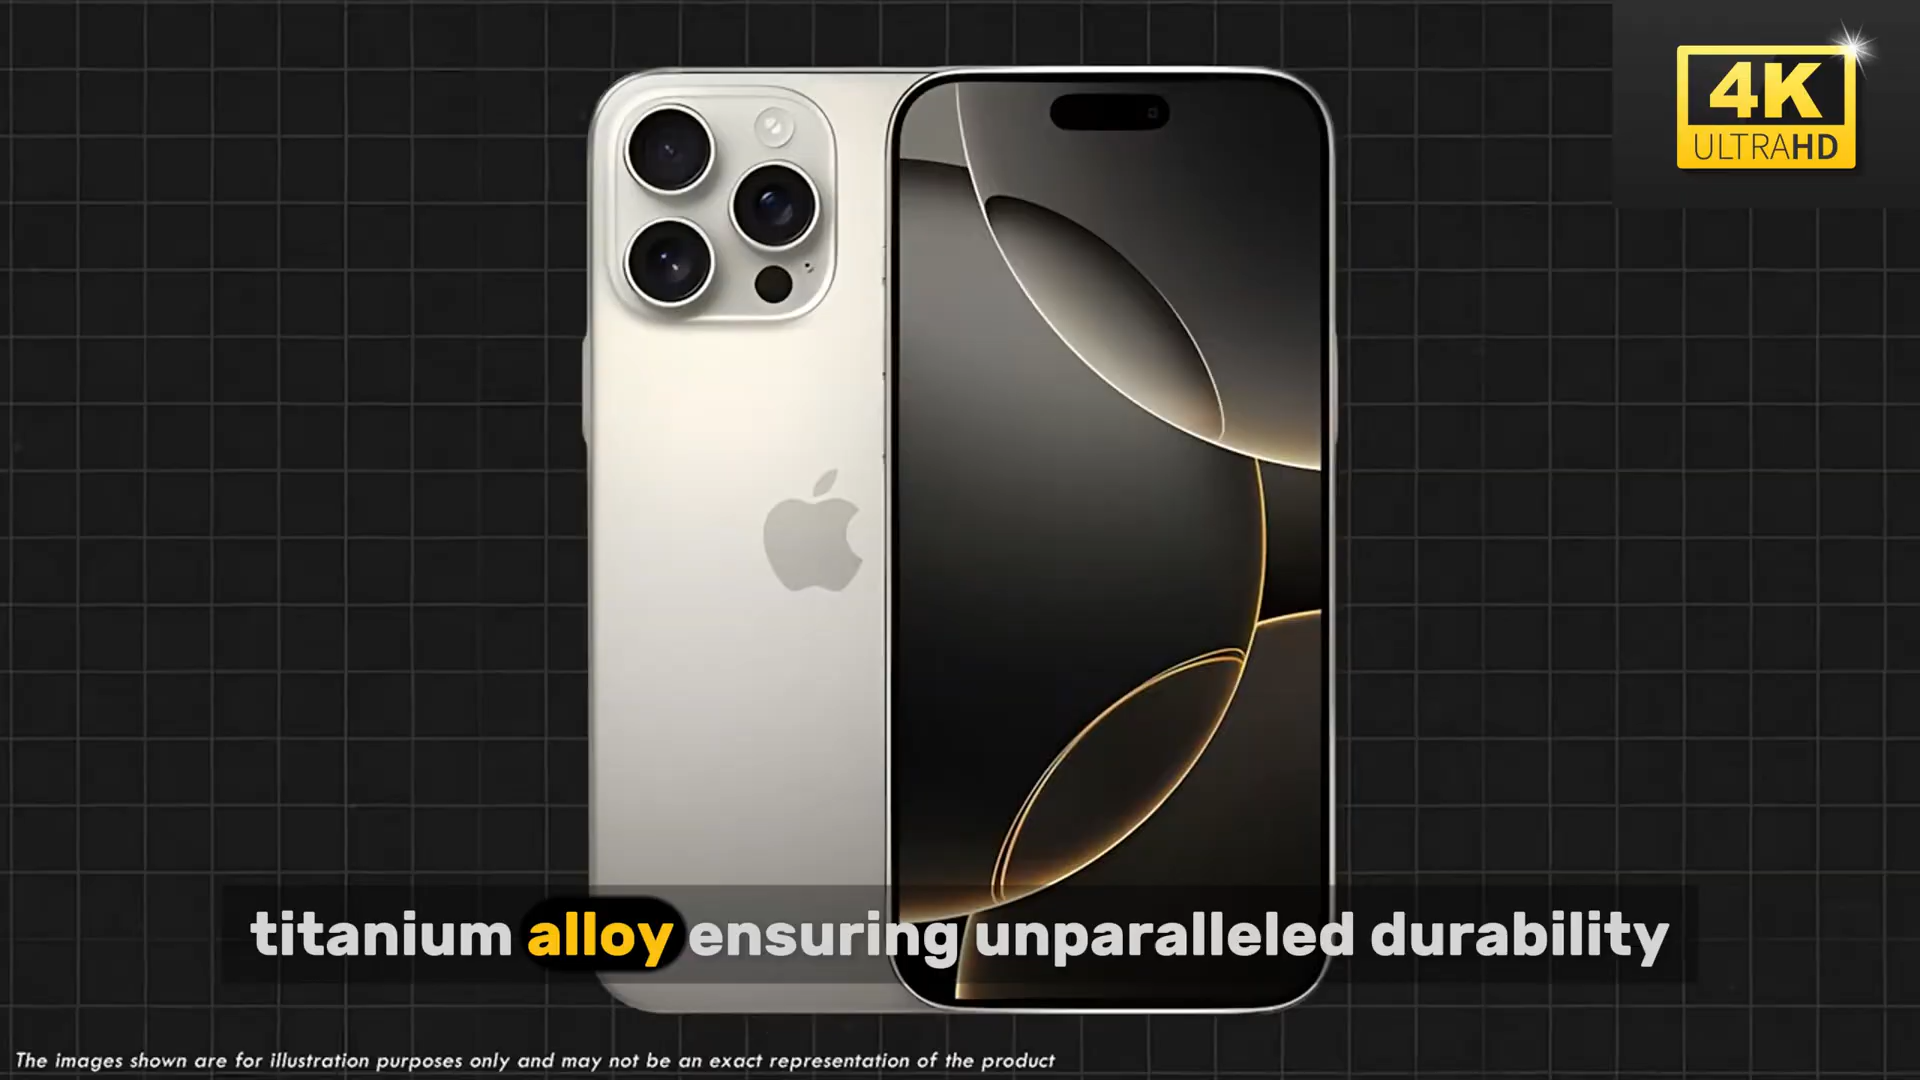 4K
ULTRAHD
titanium alloy ensuring unparalleled durability
The images shown are for illustration purposes only and may not be an exact representation of the product